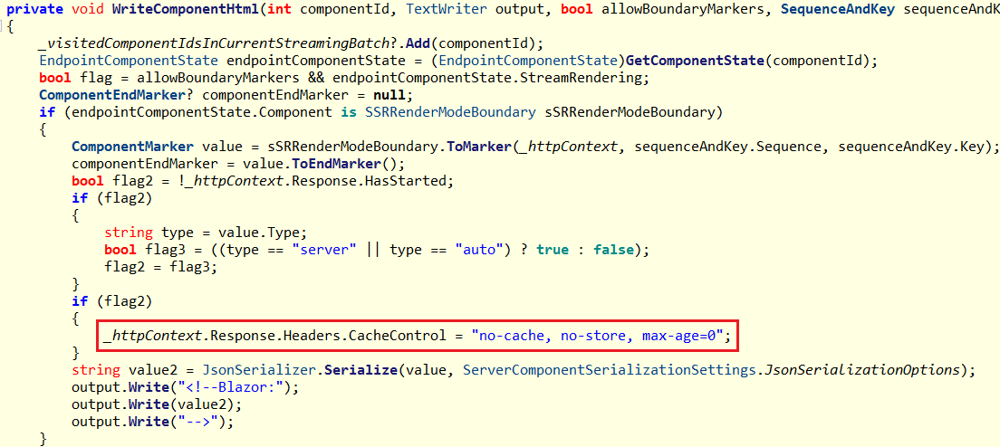 private void WriteComponentHtml(int componentId, TextWriter output, bool allowBoundaryMarkers, SequenceAndKey sequenceAndK
{
    _visitedComponentIdsInCurrentStreamingBatch?.Add(componentId);
    EndpointComponentState endpointComponentState = (EndpointComponentState)GetComponentState(componentId);
    bool flag = allowBoundaryMarkers && endpointComponentState.StreamRendering;
    ComponentEndMarker? componentEndMarker = null;
    if (endpointComponentState.Component is SSRRenderModeBoundary sSRRenderModeBoundary)
    {
        ComponentMarker value = sSRRenderModeBoundary.ToMarker(_httpContext, sequenceAndKey.Sequence, sequenceAndKey.Key);
        componentEndMarker = value.ToEndMarker();
        bool flag2 = !_httpContext.Response.HasStarted;
        if (flag2)
        {
            string type = value.Type;
            bool flag3 = ((type == "server" || type == "auto") ? true : false);
            flag2 = flag3;
        }
        if (flag2)
        {
            _httpContext.Response.Headers.CacheControl = "no-cache, no-store, max-age=0";
        }
        string value2 = JsonSerializer.Serialize(value, ServerComponentSerializationSettings.JsonSerializationOptions);
        output.Write("<!--Blazor:");
        output.Write(value2);
        output.Write("-->");
    }